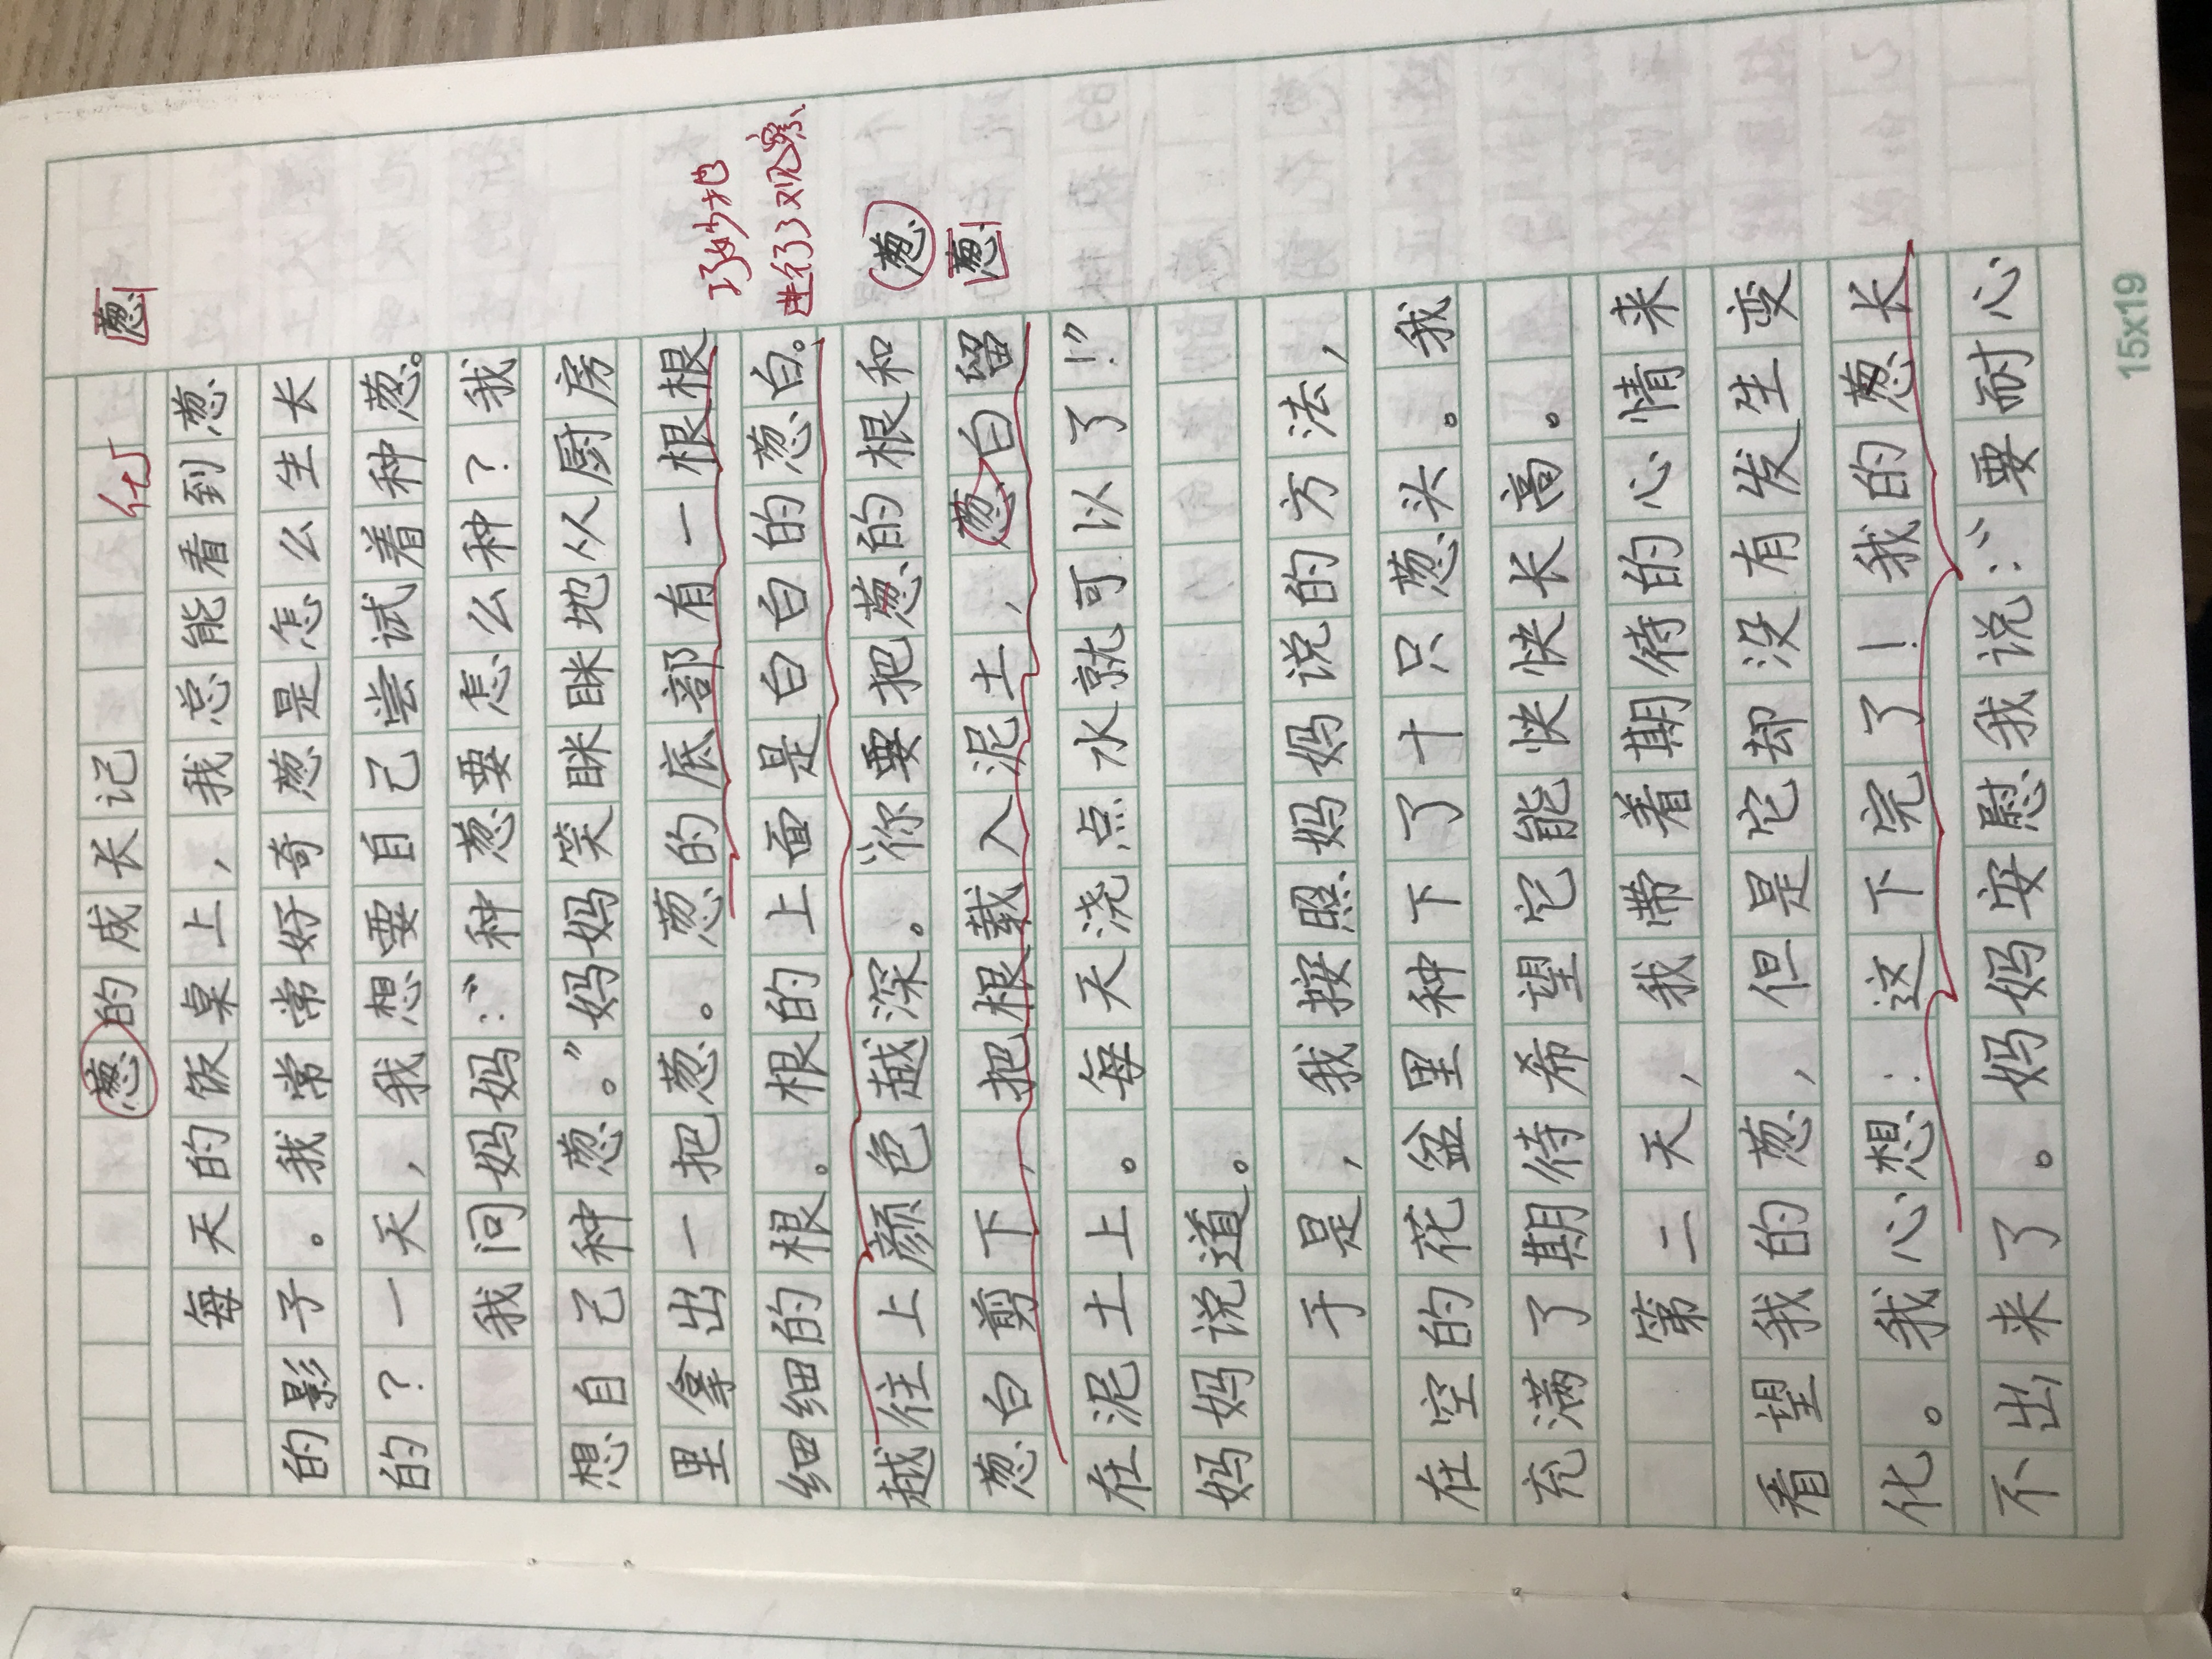 葱的成长记 优 葱
每天的饭桌上，我总能看到葱
的影子。我常常好奇葱是怎么生长
的？一天，我想要自己尝试着种葱。
我问妈妈：“种葱要怎么种？我
想自己种葱。”妈妈笑眯眯地从厨房
里拿出一把葱。葱的底部有一根根
巧妙地
细细的根。根的上面是白白的葱白。
进行了观察
越往上颜色越深。“你要把葱的根和
葱
葱白剪下，把根载入泥土，葱白留
葱
在泥土上。每天浇点水就可以了！”
妈妈说道。
于是，我按照妈妈说的方法，
在空的花盆里种下了十只葱头。我
充满了期待希望它能快快长高。
第二天，我带着期待的心情来
看望我的葱，但是它却没有发生变
化。我心想：这下完了！我的葱长
不出来了。妈妈安慰我说：“要耐心
15x19